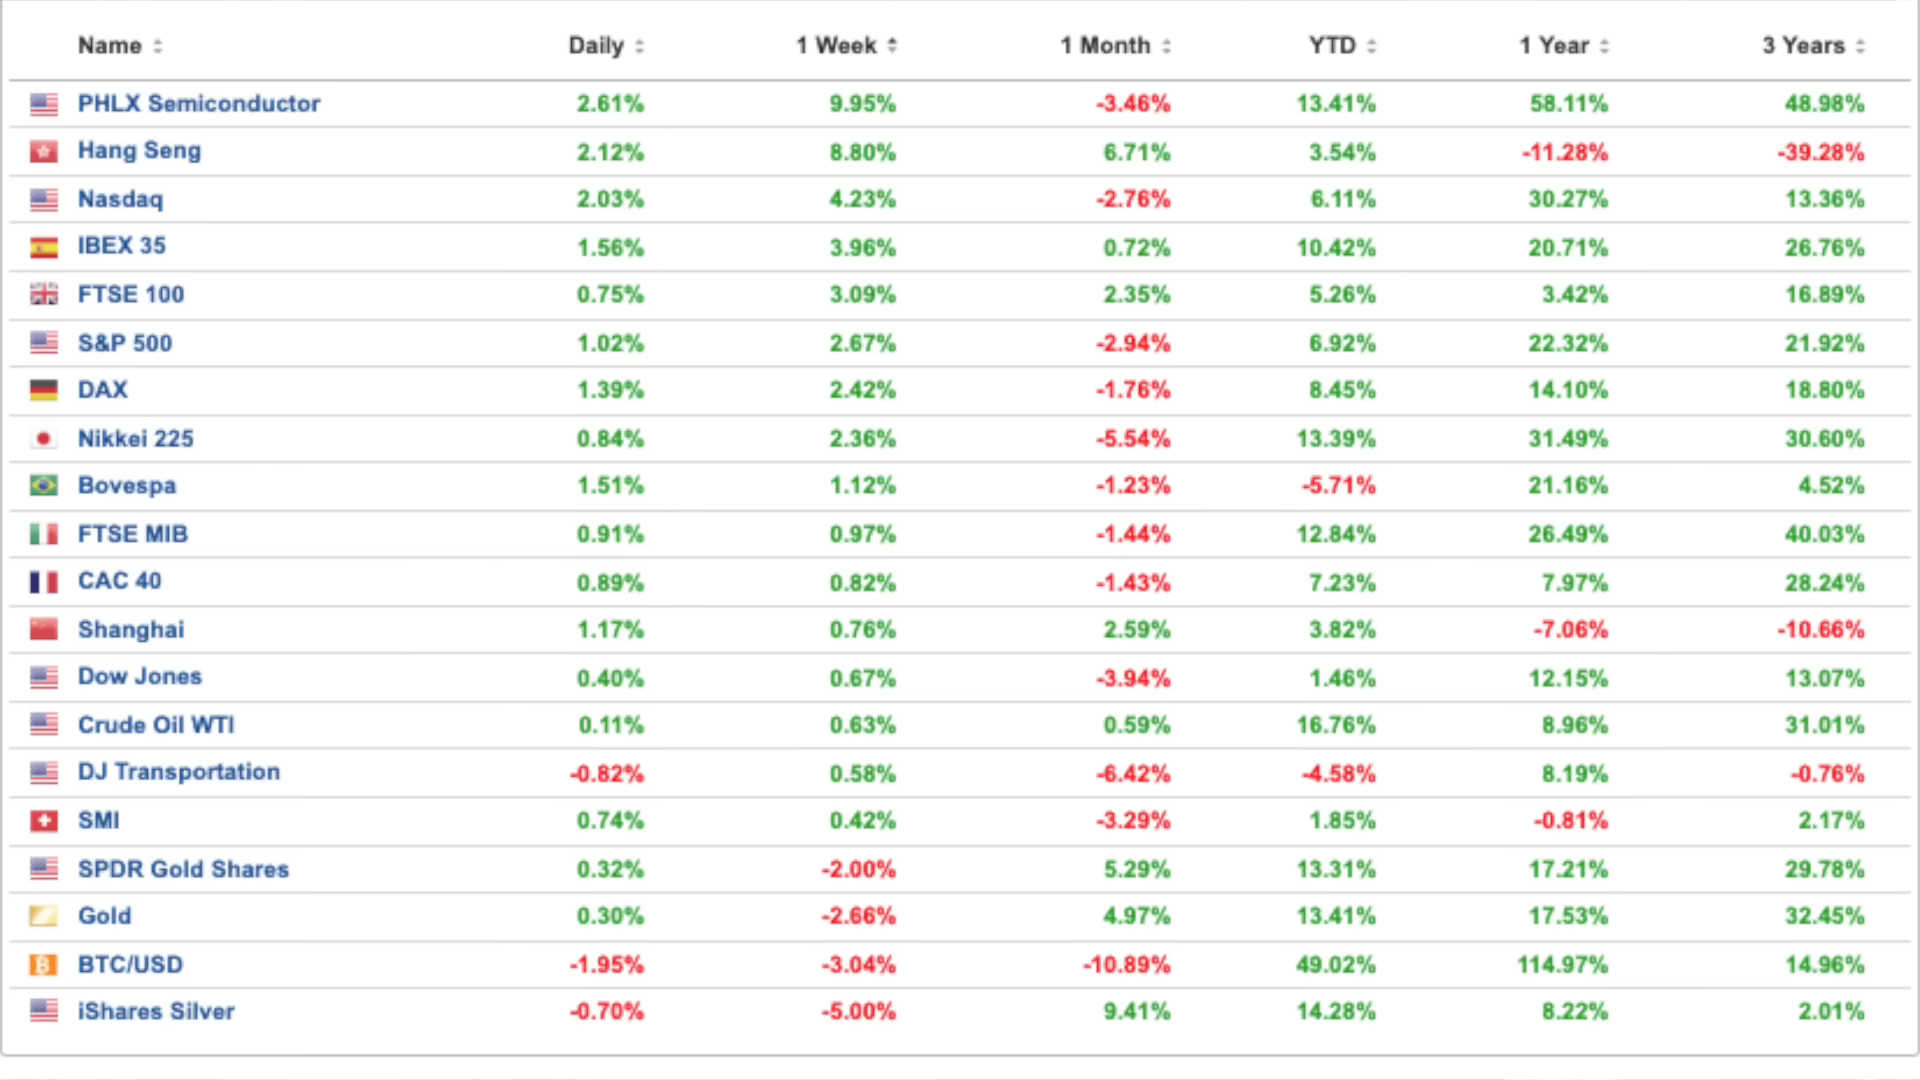 Name Daily 1 Week 1 Month YTD 1 Year 3 Years
PHLX Semiconductor 2.61% 9.95% -3.46% 13.41% 58.11% 48.98%
Hang Seng 2.12% 8.80% 6.71% 3.54% -11.28% -39.28%
Nasdaq 2.03% 4.23% -2.76% 6.11% 30.27% 13.36%
IBEX 35 1.56% 3.96% 0.72% 10.42% 20.71% 26.76%
FTSE 100 0.75% 3.09% 2.35% 5.26% 3.42% 16.89%
S&P 500 1.02% 2.67% -2.94% 6.92% 22.32% 21.92%
DAX 1.39% 2.42% -1.76% 8.45% 14.10% 18.80%
Nikkei 225 0.84% 2.36% -5.54% 13.39% 31.49% 30.60%
Bovespa 1.51% 1.12% -1.23% -5.71% 21.16% 4.52%
FTSE MIB 0.91% 0.97% -1.44% 12.84% 26.49% 40.03%
CAC 40 0.89% 0.82% -1.43% 7.23% 7.97% 28.24%
Shanghai 1.17% 0.76% 2.59% 3.82% -7.06% -10.66%
Dow Jones 0.40% 0.67% -3.94% 1.46% 12.15% 13.07%
Crude Oil WTI 0.11% 0.63% 0.59% 16.76% 8.96% 31.01%
DJ Transportation -0.82% 0.58% -6.42% -4.58% 8.19% -0.76%
SMI 0.74% 0.42% -3.29% 1.85% -0.81% 2.17%
SPDR Gold Shares 0.32% -2.00% 5.29% 13.31% 17.21% 29.78%
Gold 0.30% -2.66% 4.97% 13.41% 17.53% 32.45%
BTC/USD -1.95% -3.04% -10.89% 49.02% 114.97% 14.96%
iShares Silver -0.70% -5.00% 9.41% 14.28% 8.22% 2.01%